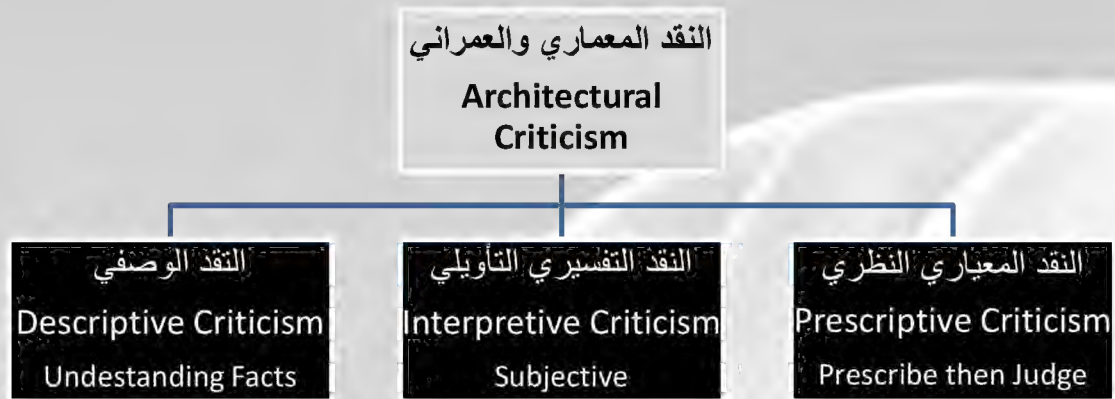 النقد المعماري والعمراني
Architectural
Criticism
النقد الوصفي
Descriptive Criticism
Undestanding Facts
النقد التفسيري التأويلي
Interpretive Criticism
Subjective
النقد المعياري النظري
Prescriptive Criticism
Prescribe then Judge